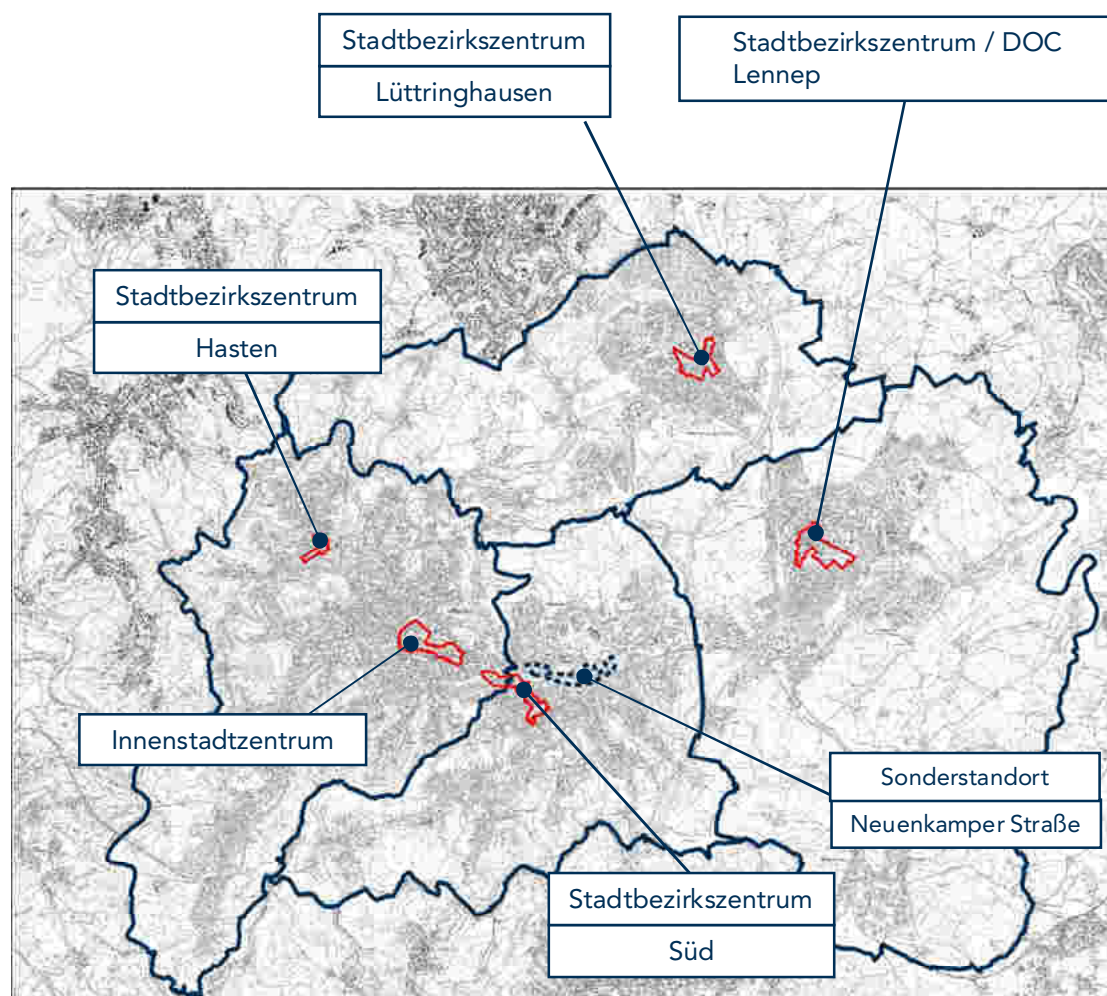 Stadtbezirkszentrum
Lüttringhausen
Stadtbezirkszentrum / DOC
Lennep
Stadtbezirkszentrum
Hasten
Innenstadtzentrum
Sonderstandort
Neuenkamper Straße
Stadtbezirkszentrum
Süd